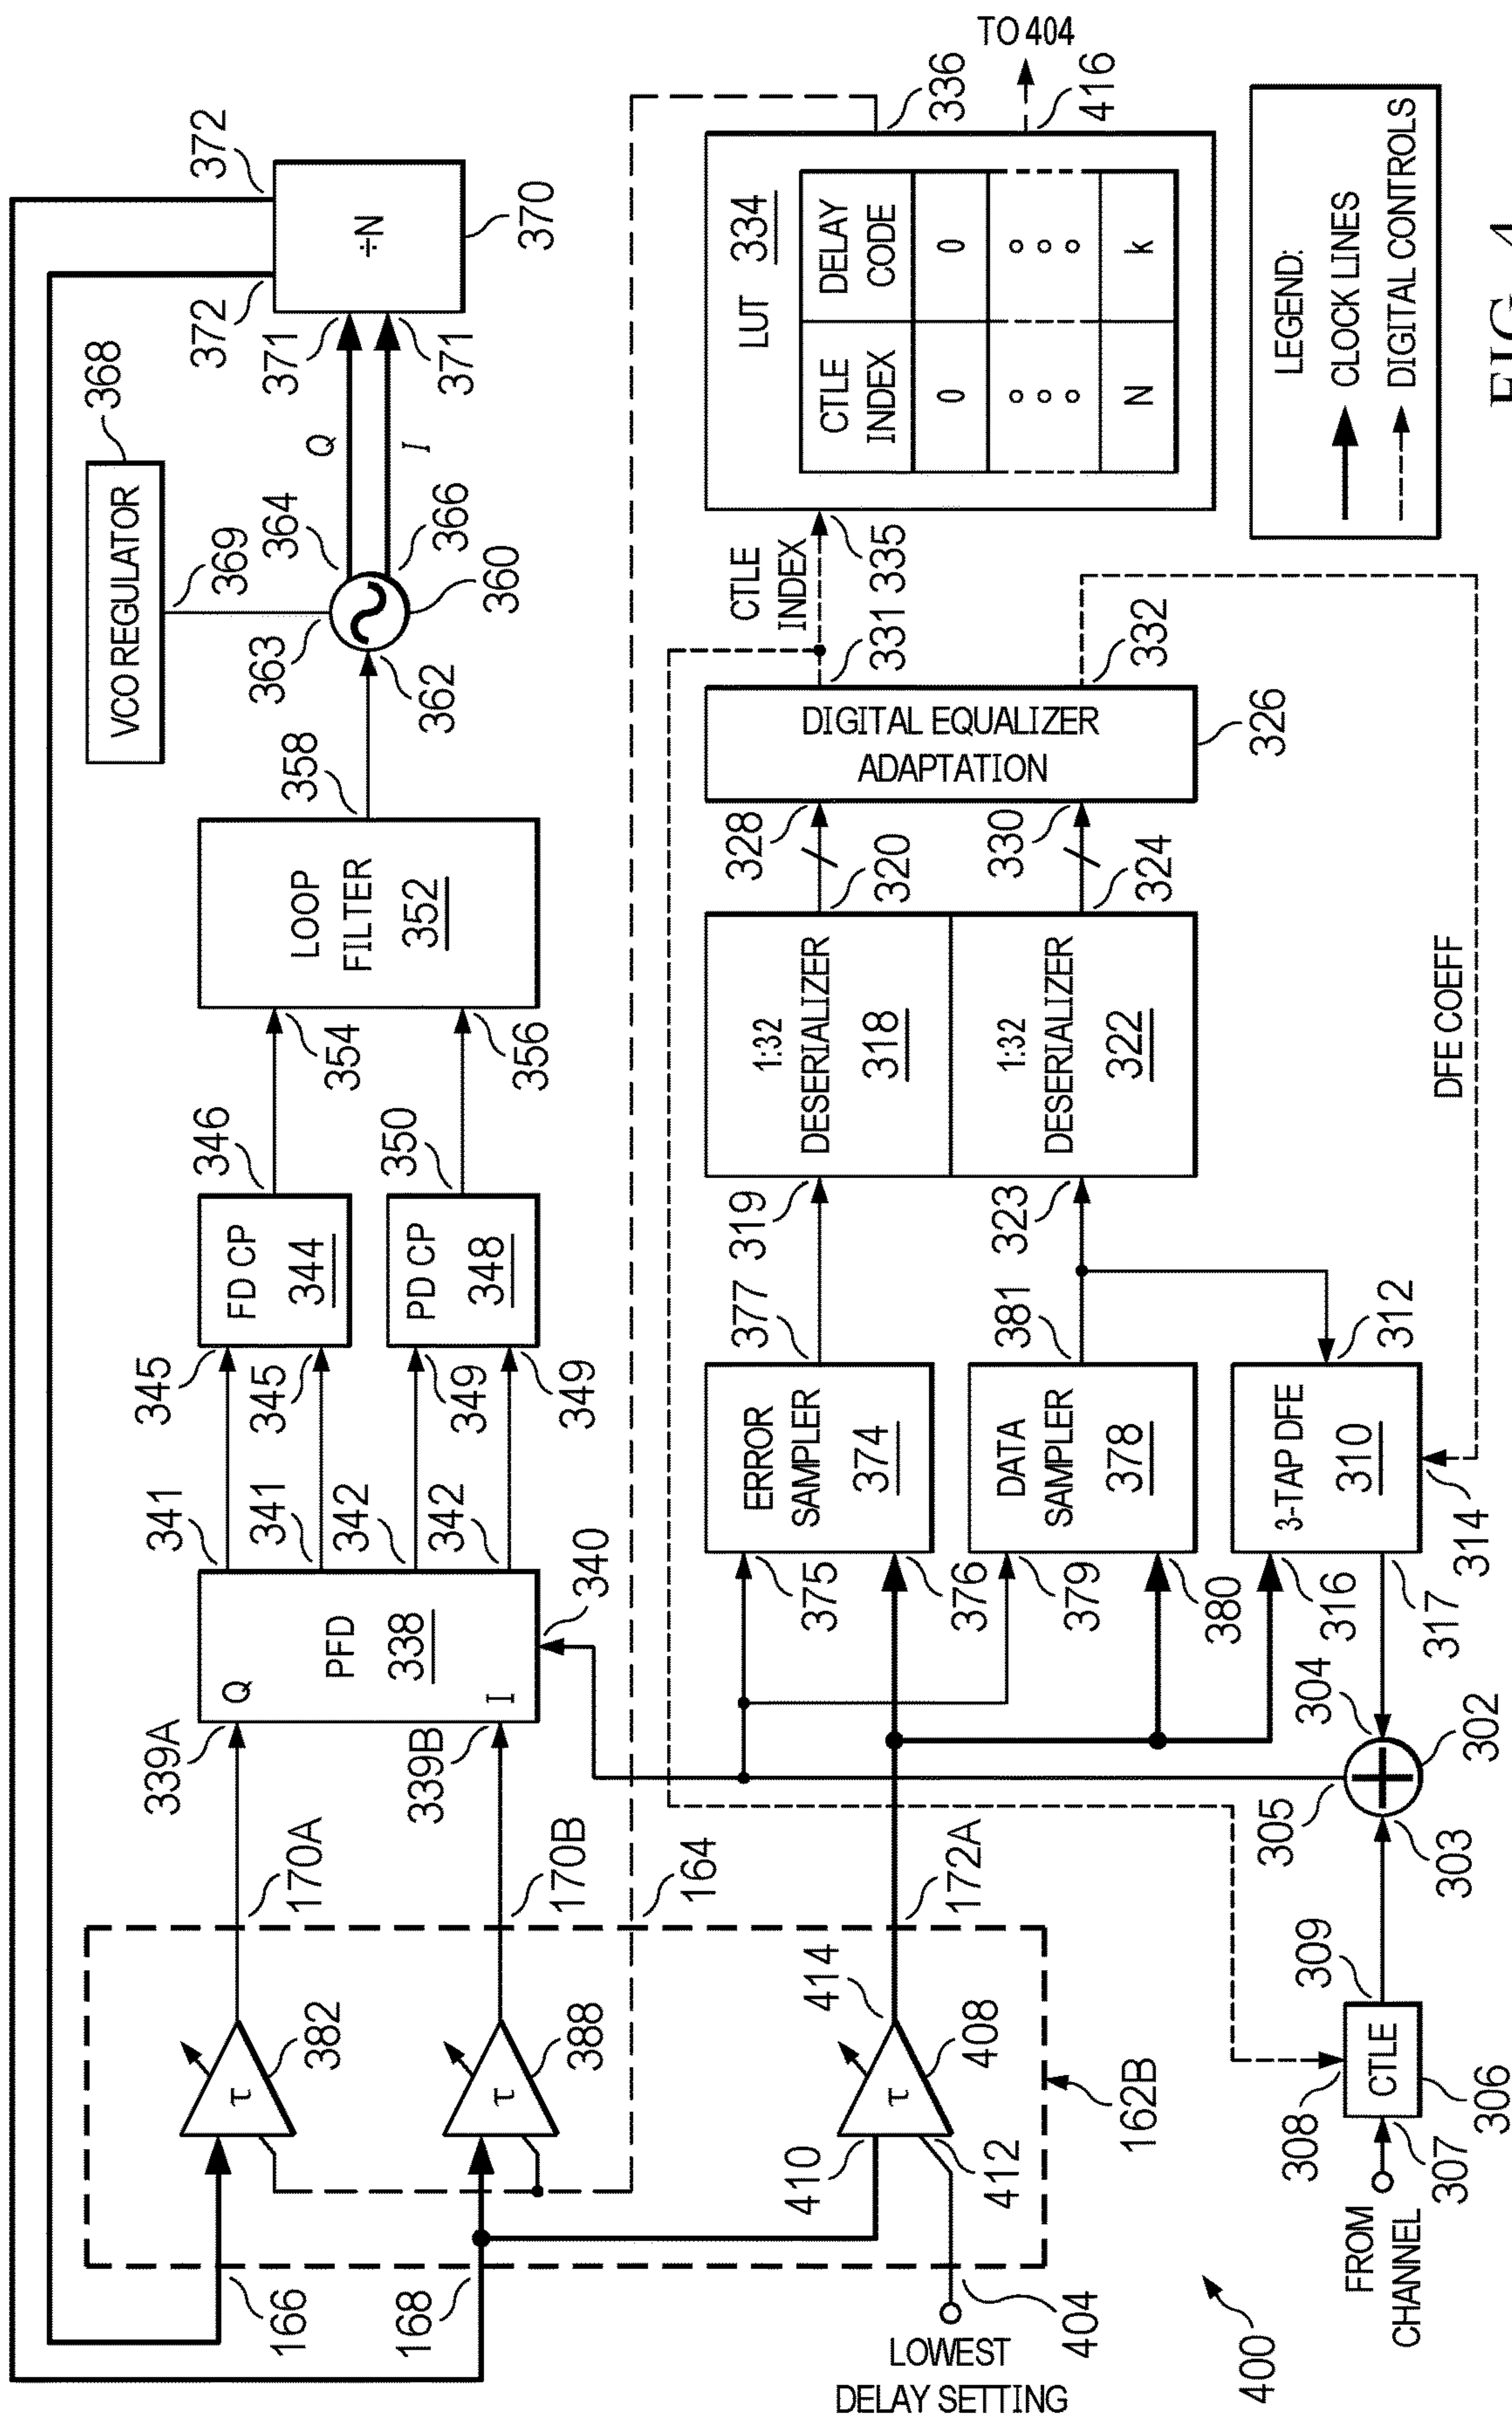 VCO REGULATOR
368
369
372
372
166
382
τ
170A
339A
Q
PFD
338
I
339B
341
341
342
342
340
345
345
349
349
FD CP
344
PD CP
348
346
350
354
356
LOOP
FILTER
352
358
362
363
364
366
360
Q
I
371
371
÷N
370
168
τ
388
170B
164
LOWEST
DELAY SETTING
404
410
412
τ
414
408
162B
172A
375
376
ERROR
SAMPLER
374
377
319
1:32
DESERIALIZER
318
320
328
379
380
DATA
SAMPLER
378
381
323
1:32
DESERIALIZER
322
324
330
DIGITAL EQUALIZER
ADAPTATION
326
331
332
CTLE
INDEX
335
LUT 334
CTLE
INDEX
DELAY
CODE
0
0
N
k
336
416
TO 404
400
FROM
CHANNEL
307
308
CTLE
306
309
303
305
304
302
316
317
3-TAP DFE
310
312
314
DFE COEFF
LEGEND:
CLOCK LINES
DIGITAL CONTROLS
FIG. 4